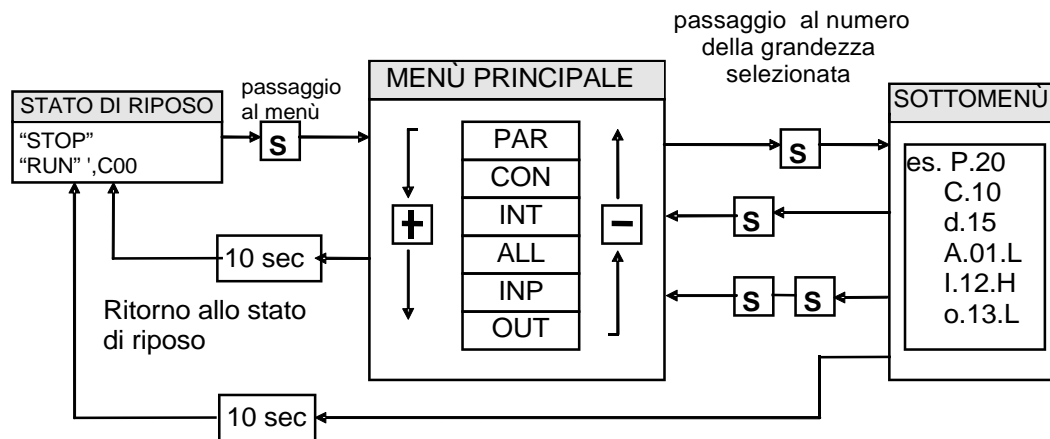 passaggio al numero
della grandezza
selezionata
MENÙ PRINCIPALE
STATO DI RIPOSO
passaggio
al menù
SOTTOMENÙ
"STOP"
"RUN" ',C00
S
PAR
CON
INT
ALL
INP
OUT
+
−
S
S
S
S
es. P.20
C.10
d.15
A.01.L
I.12.H
o.13.L
10 sec
Ritorno allo stato
di riposo
10 sec